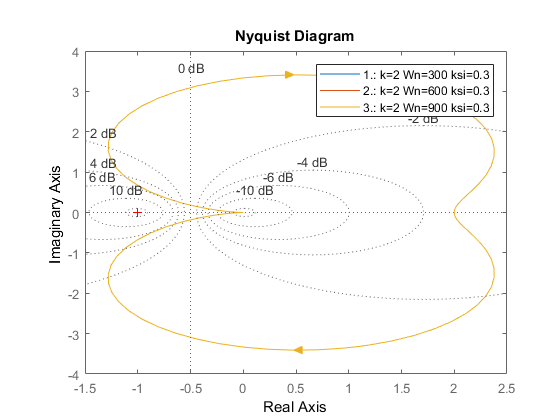 Nyquist Diagram
4
3
2
1
0
-1
-2
-3
-4
Imaginary Axis
0 dB
2 dB
4 dB
6 dB
10 dB
-10 dB
-6 dB
-4 dB
-2 dB
1.: k=2 Wn=300 ksi=0.3
2.: k=2 Wn=600 ksi=0.3
3.: k=2 Wn=900 ksi=0.3
-1.5 -1 -0.5 0 0.5 1 1.5 2 2.5
Real Axis